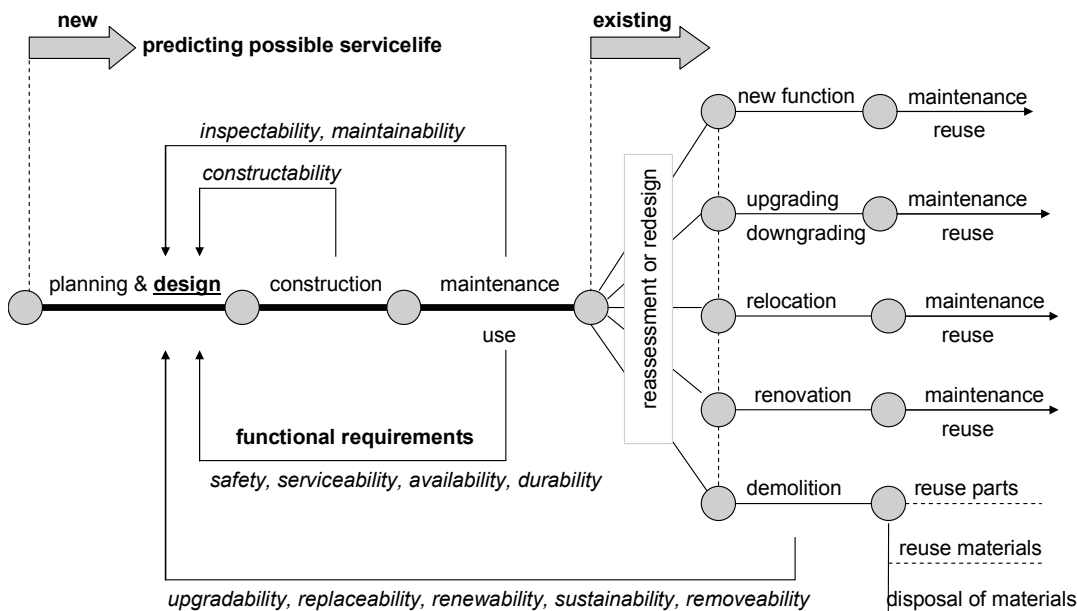 new
existing
predicting possible servicelife
new function
maintenance
reuse
inspectability, maintainability
constructability
upgrading
downgrading
maintenance
reuse
reassessment or redesign
planning & design
construction
maintenance
use
relocation
maintenance
reuse
renovation
maintenance
reuse
functional requirements
safety, serviceability, availability, durability
demolition
reuse parts
reuse materials
disposal of materials
upgradability, replaceability, renewability, sustainability, removeability